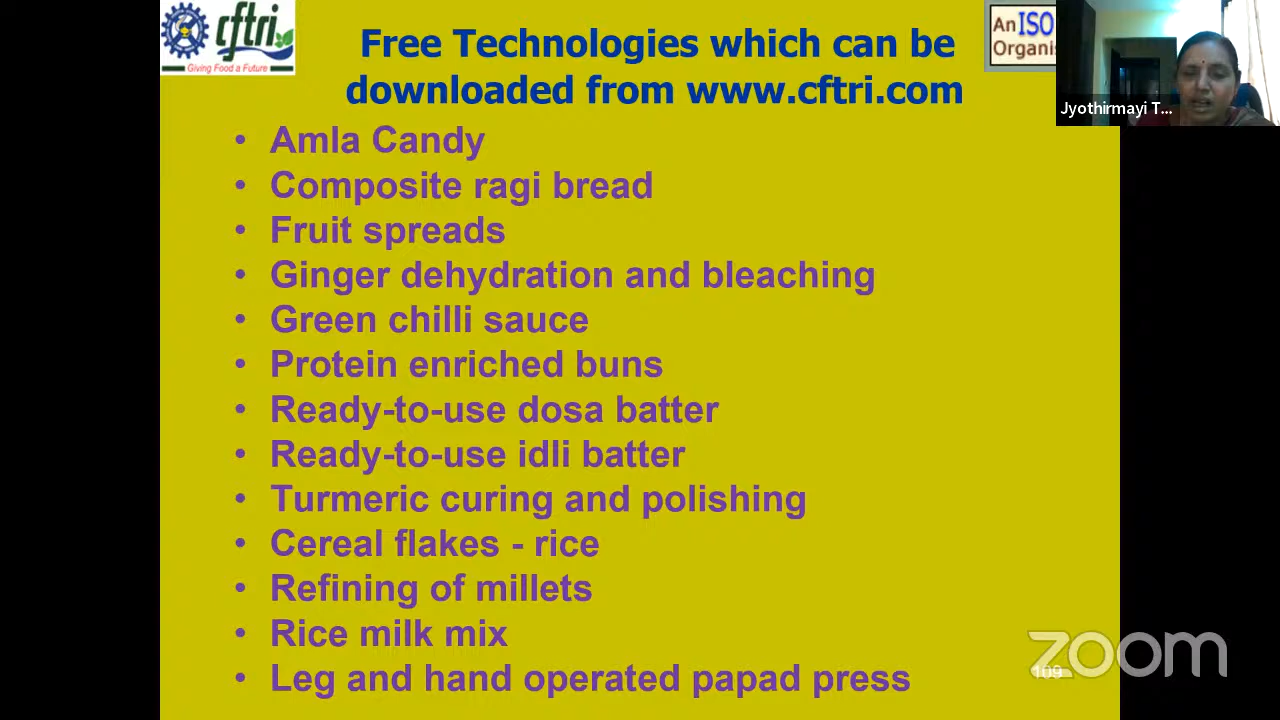 cftri
Giving Food a Future
Free Technologies which can be
downloaded from www.cftri.com
An ISO
Organis
Jyothirmayi T...
• Amla Candy
• Composite ragi bread
• Fruit spreads
• Ginger dehydration and bleaching
• Green chilli sauce
• Protein enriched buns
• Ready-to-use dosa batter
• Ready-to-use idli batter
• Turmeric curing and polishing
• Cereal flakes - rice
• Refining of millets
• Rice milk mix
• Leg and hand operated papad press
zoom
109